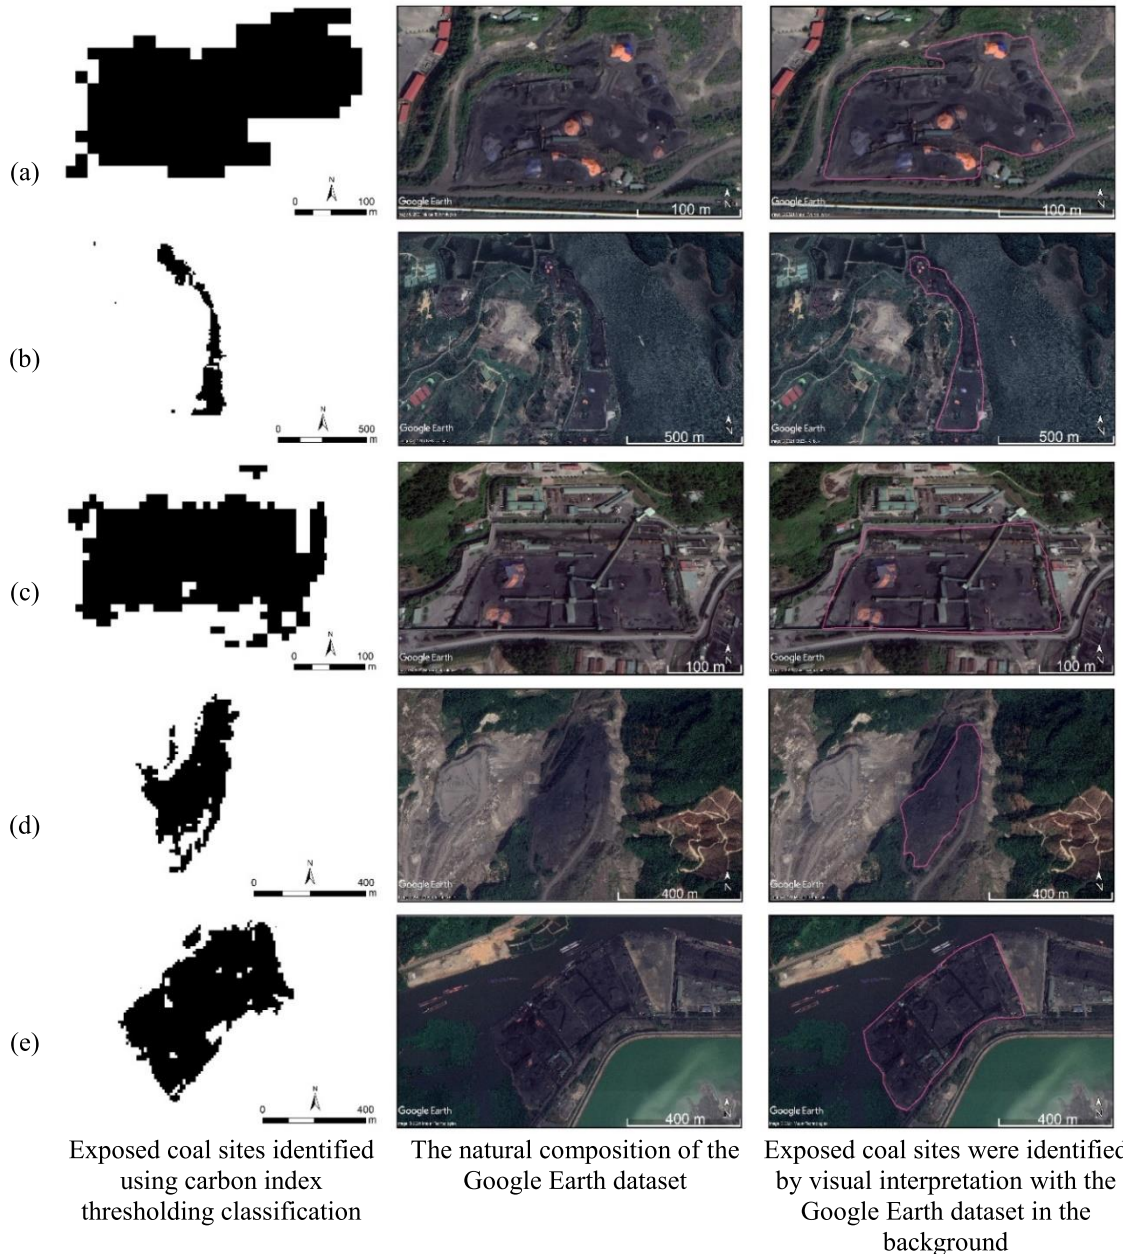 (a)
N
0 100
m
Google Earth
100 m
N
Google Earth
100 m
N
(b)
N
0 500
m
Google Earth
500 m
N
Google Earth
500 m
N
(c)
N
0 100
m
Google Earth
100 m
N
Google Earth
100 m
N
(d)
N
0 400
m
Google Earth
400 m
N
Google Earth
400 m
N
(e)
N
0 400
m
Google Earth
400 m
N
Google Earth
400 m
N
Exposed coal sites identified
using carbon index
thresholding classification
The natural composition of the
Google Earth dataset
Exposed coal sites were identified
by visual interpretation with the
Google Earth dataset in the
background